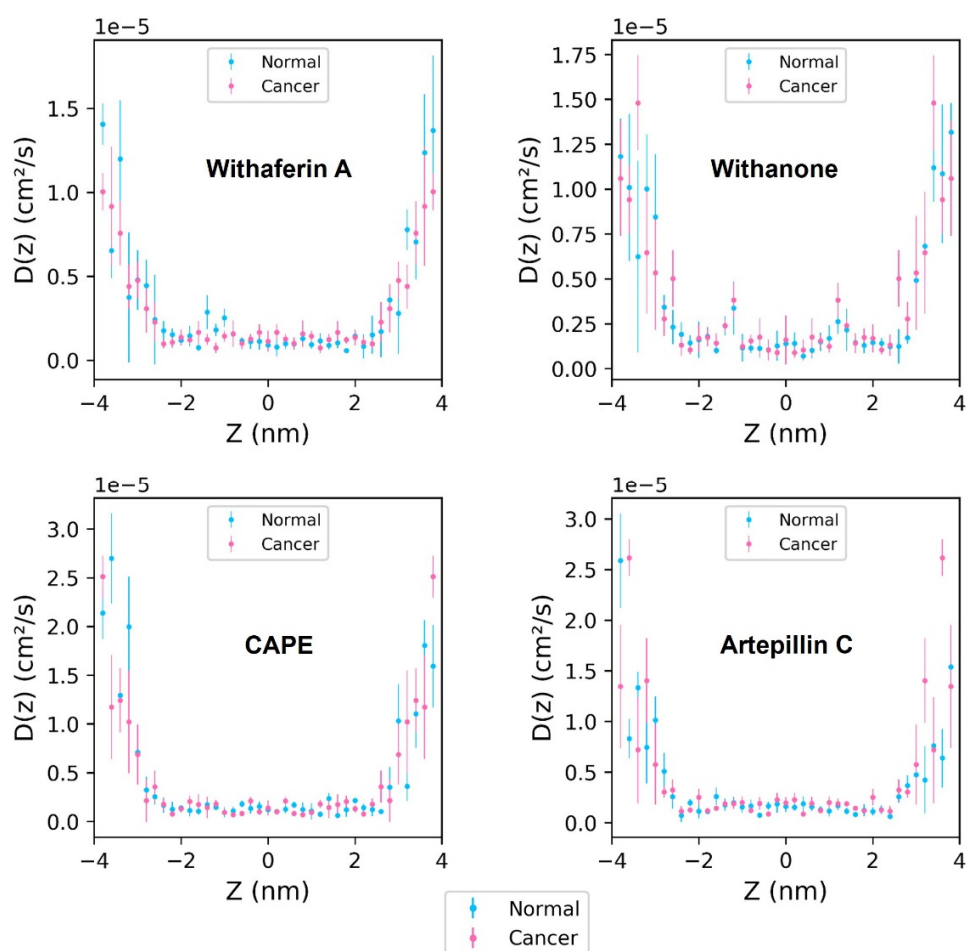 1e−5
Normal
Cancer
Withaferin A
D(z) (cm²/s)
1.5
1.0
0.5
0.0
−4 −2 0 2 4
Z (nm)
1e−5
Normal
Cancer
Withanone
D(z) (cm²/s)
1.75
1.50
1.25
1.00
0.75
0.50
0.25
0.00
−4 −2 0 2 4
Z (nm)
1e−5
Normal
Cancer
CAPE
D(z) (cm²/s)
3.0
2.5
2.0
1.5
1.0
0.5
0.0
−4 −2 0 2 4
Z (nm)
1e−5
Normal
Cancer
Artepillin C
D(z) (cm²/s)
3.0
2.5
2.0
1.5
1.0
0.5
0.0
−4 −2 0 2 4
Z (nm)
Normal
Cancer